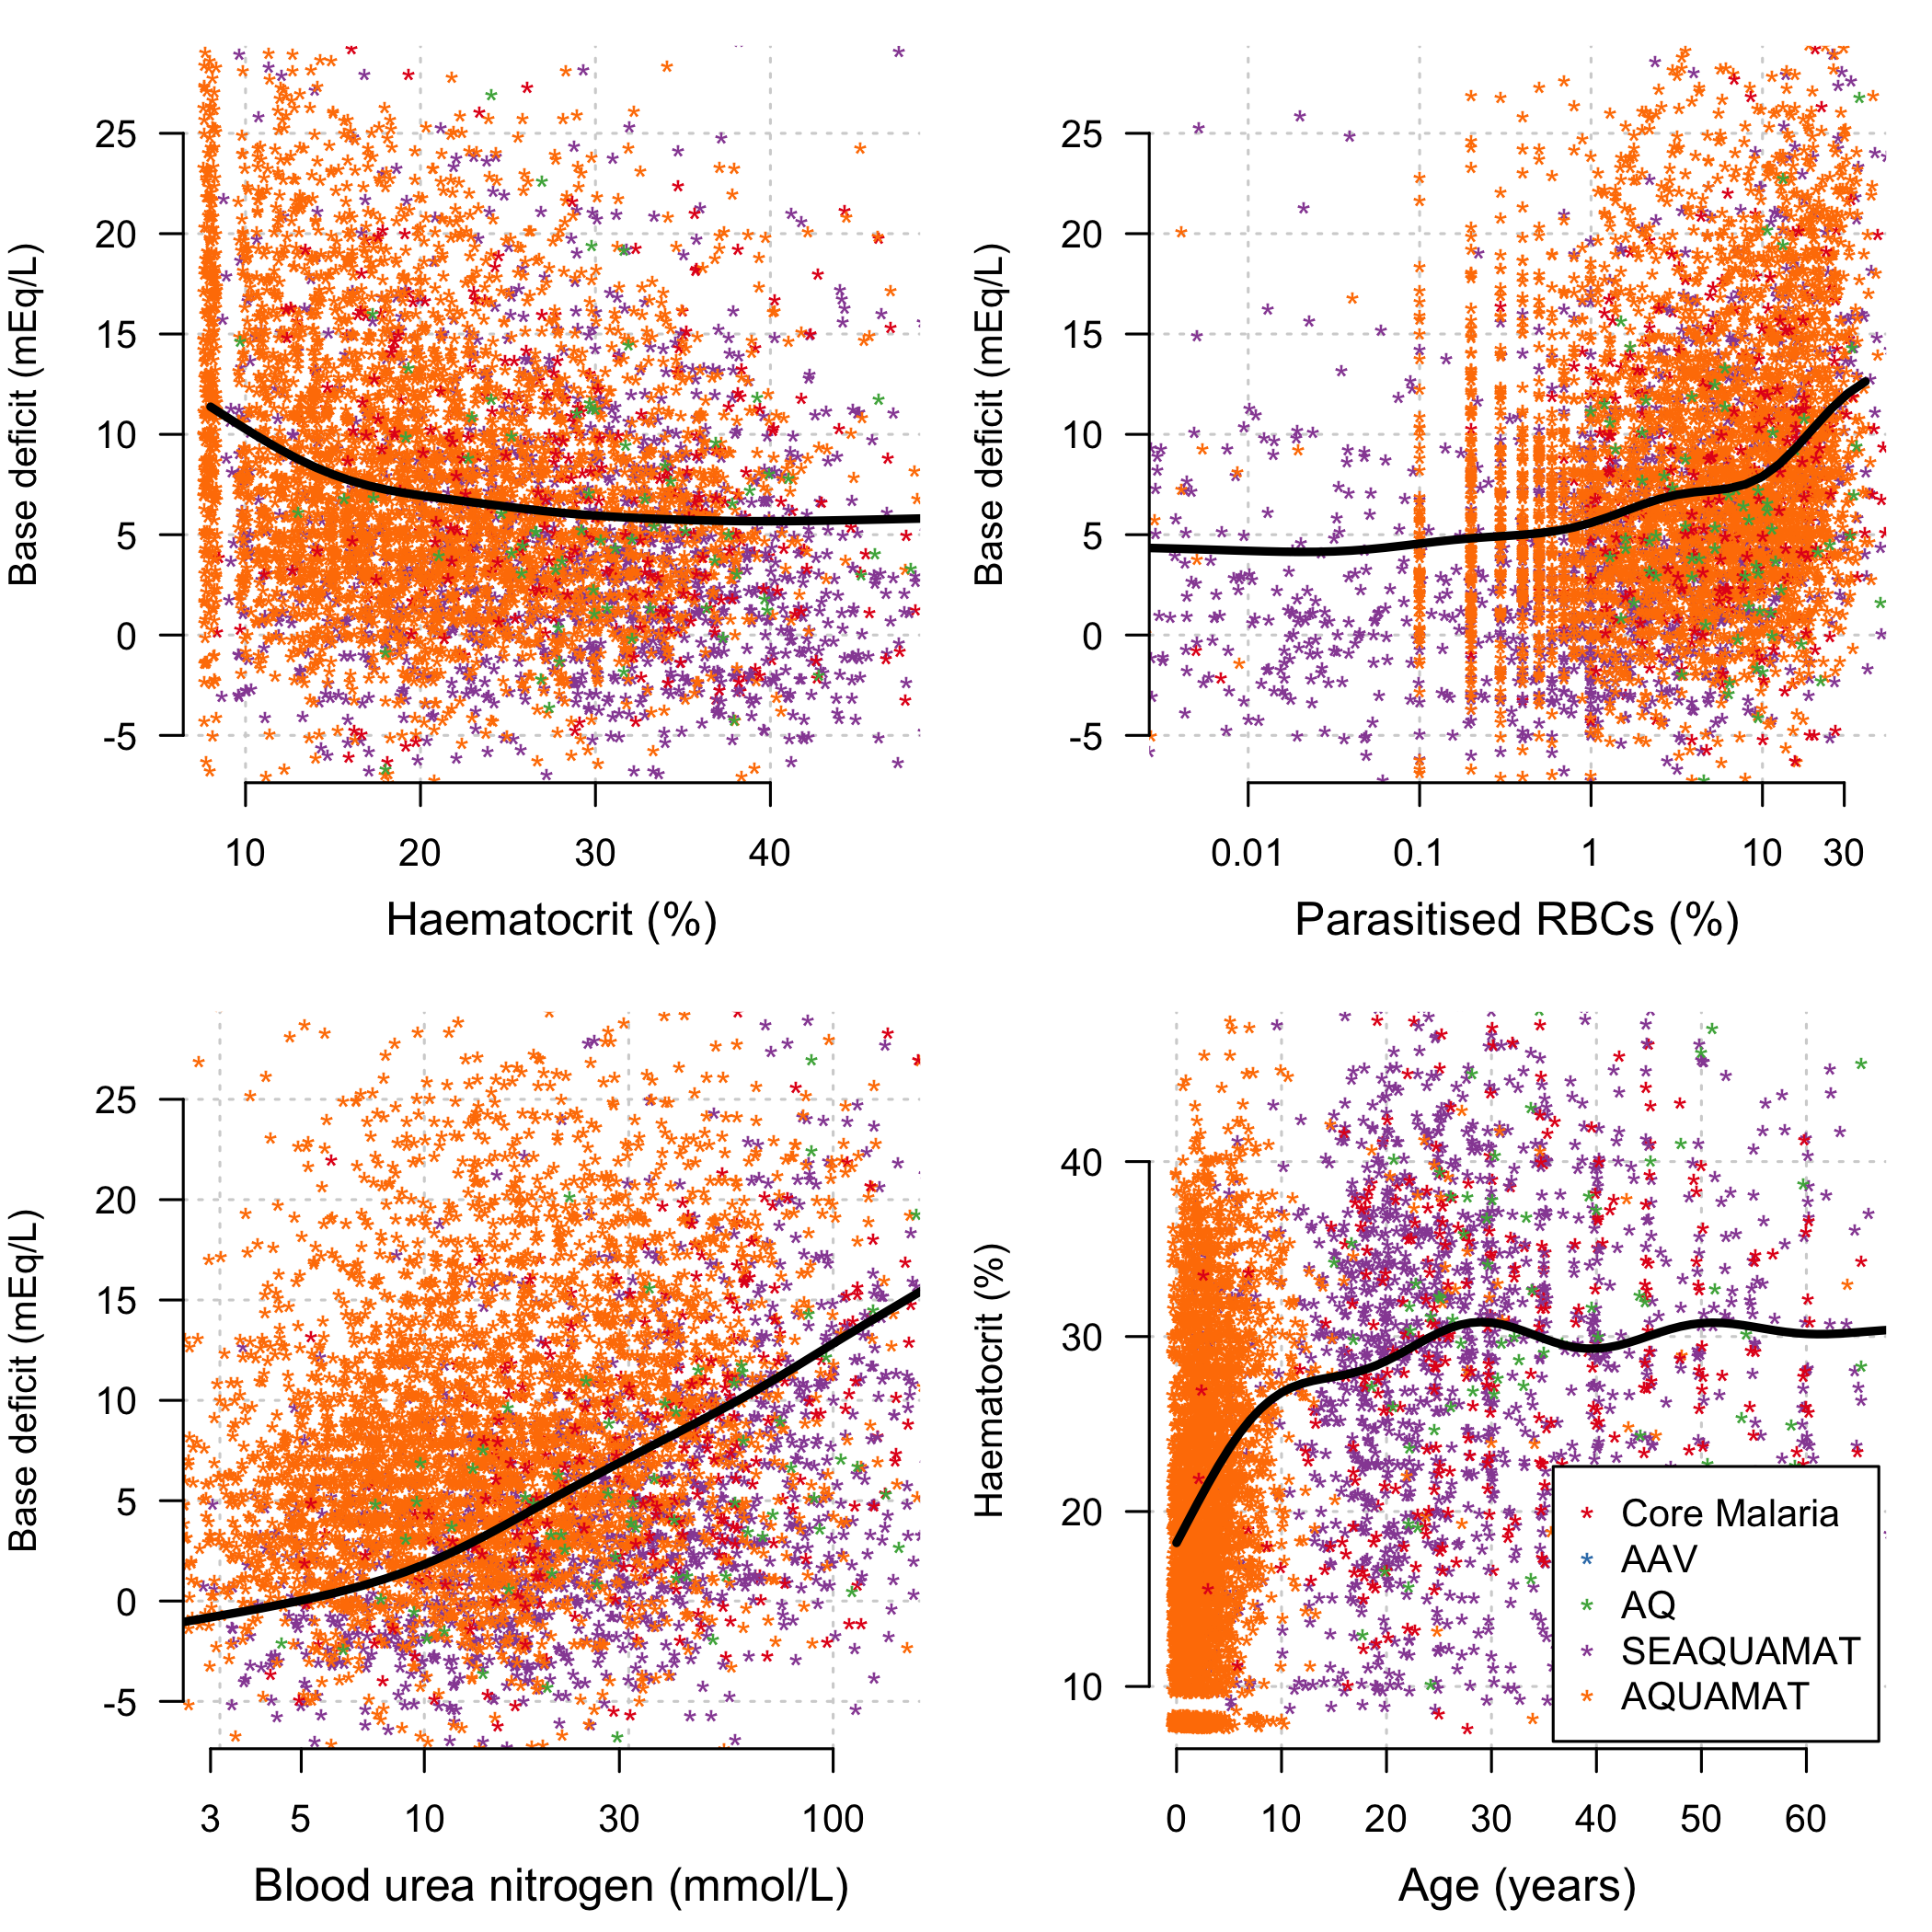 Base deficit (mEq/L)
25
20
15
10
5
0
-5
10 20 30 40
Haematocrit (%)
Base deficit (mEq/L)
25
20
15
10
5
0
-5
0.01 0.1 1 10 30
Parasitised RBCs (%)
Base deficit (mEq/L)
25
20
15
10
5
0
-5
3 5 10 30 100
Blood urea nitrogen (mmol/L)
Haematocrit (%)
40
30
20
10
0 10 20 30 40 50 60
Age (years)
Core Malaria
AAV
AQ
SEAQUAMAT
AQUAMAT